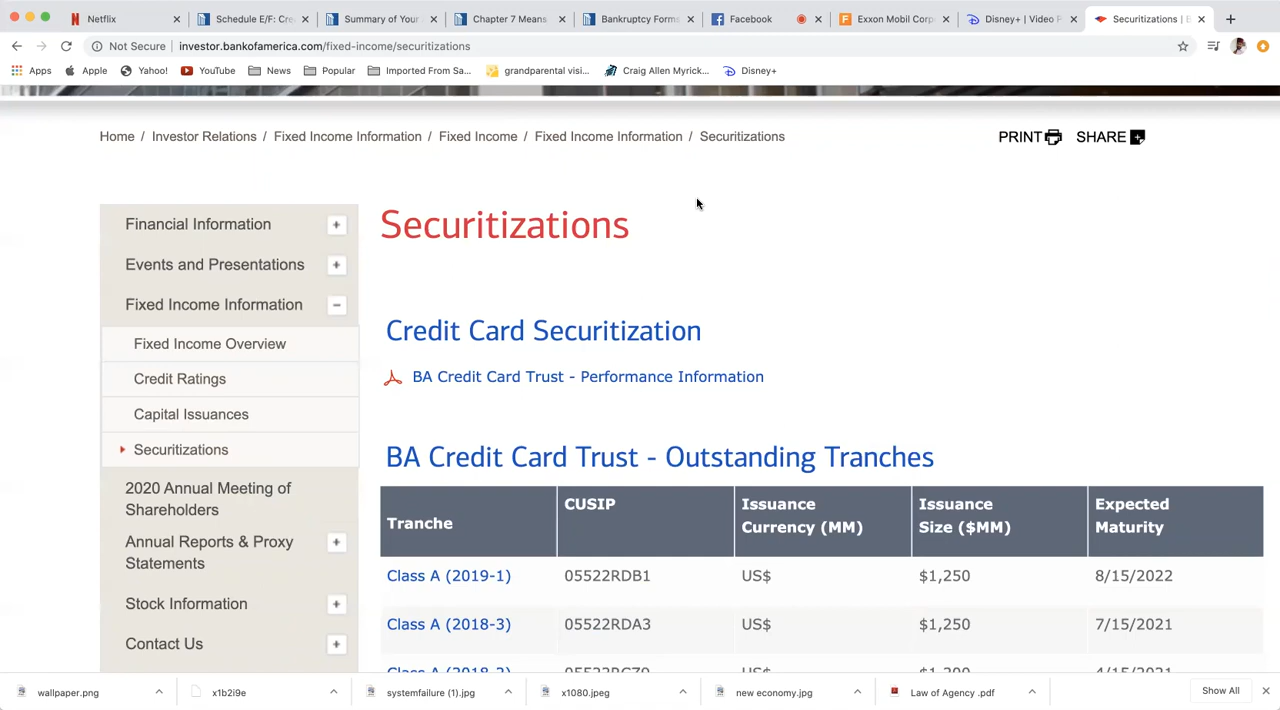 Netflix
Schedule E/F: Cre
Summary of Your
Chapter 7 Means
Bankruptcy Forms
Facebook
Exxon Mobil Corp
Disney+ | Video P
Securitizations |
Not Secure | investor.bankofamerica.com/fixed-income/securitizations
Apps Apple Yahoo! YouTube News Popular Imported From Sa... grandparental visi... Craig Allen Myrick... Disney+
Home / Investor Relations / Fixed Income Information / Fixed Income / Fixed Income Information / Securitizations
PRINT SHARE
Financial Information
Events and Presentations
Fixed Income Information
Fixed Income Overview
Credit Ratings
Capital Issuances
Securitizations
2020 Annual Meeting of
Shareholders
Annual Reports & Proxy
Statements
Stock Information
Contact Us
Securitizations
Credit Card Securitization
BA Credit Card Trust - Performance Information
BA Credit Card Trust - Outstanding Tranches
Tranche CUSIP Issuance Currency (MM) Issuance Size ($MM) Expected Maturity
Class A (2019-1) 05522RDB1 US$ $1,250 8/15/2022
Class A (2018-3) 05522RDA3 US$ $1,250 7/15/2021
wallpaper.png x1b2i9e systemfailure (1).jpg x1080.jpeg new economy.jpg Law of Agency .pdf Show All